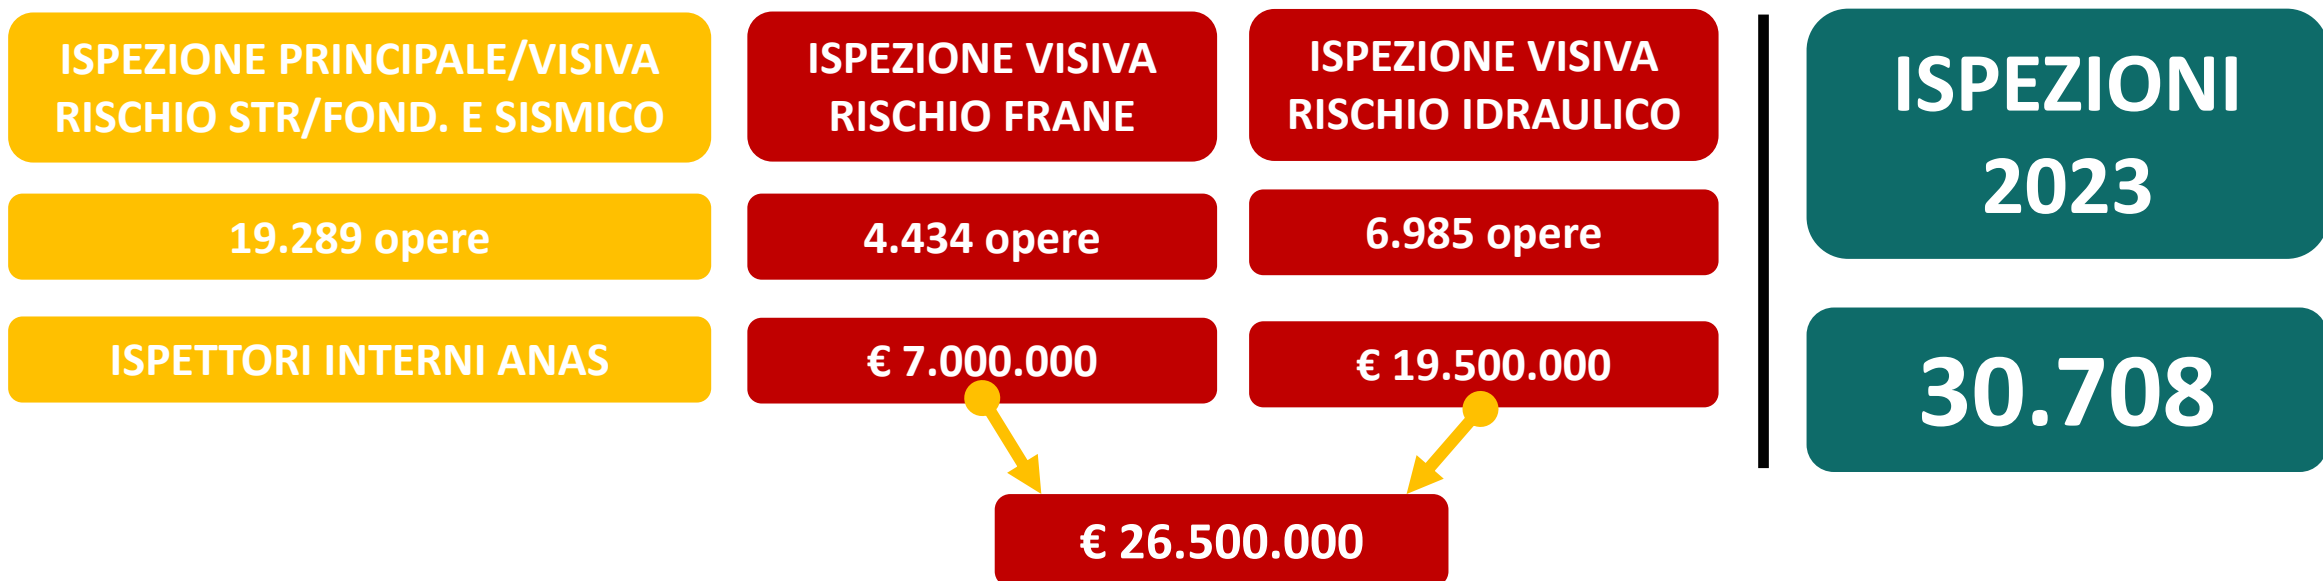 ISPEZIONE PRINCIPALE/VISIVA
RISCHIO STR/FOND. E SISMICO
19.289 opere
ISPETTORI INTERNI ANAS
ISPEZIONE VISIVA
RISCHIO FRANE
4.434 opere
€ 7.000.000
ISPEZIONE VISIVA
RISCHIO IDRAULICO
6.985 opere
€ 19.500.000
€ 26.500.000
ISPEZIONI
2023
30.708